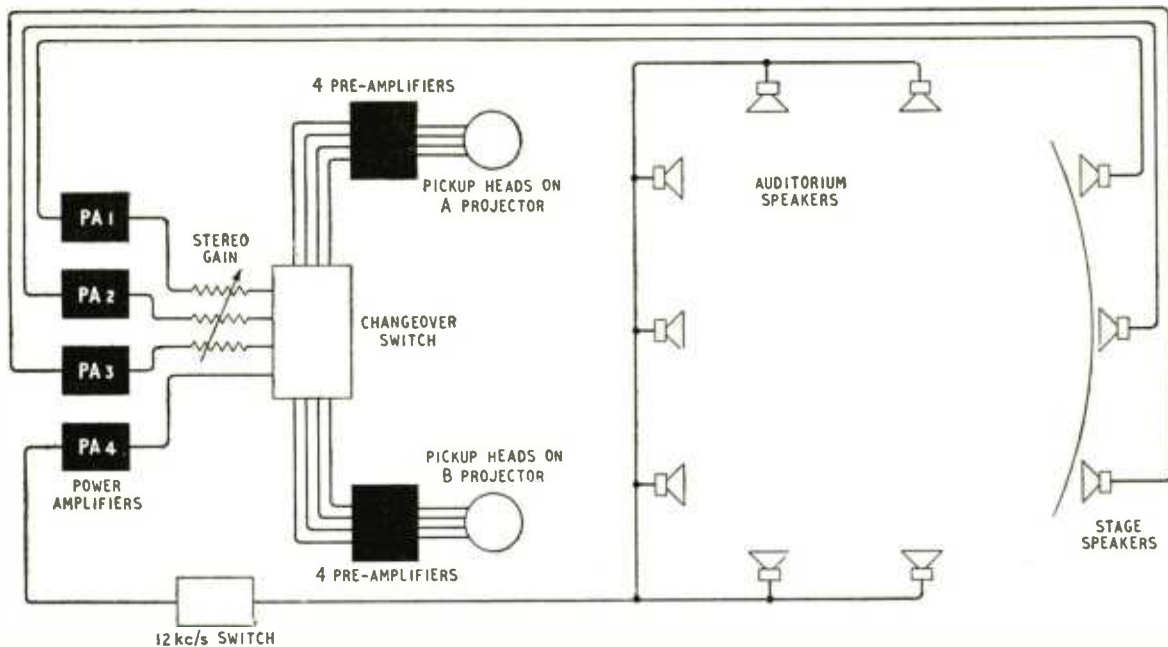 4 PRE-AMPLIFIERS
PICKUP HEADS ON
A PROJECTOR
AUDITORIUM
SPEAKERS
PA 1
STEREO
GAIN
PA 2
CHANGEOVER
SWITCH
PA 3
PA 4
POWER
AMPLIFIERS
PICKUP HEADS ON
B PROJECTOR
STAGE
SPEAKERS
4 PRE-AMPLIFIERS
12 kc/s SWITCH